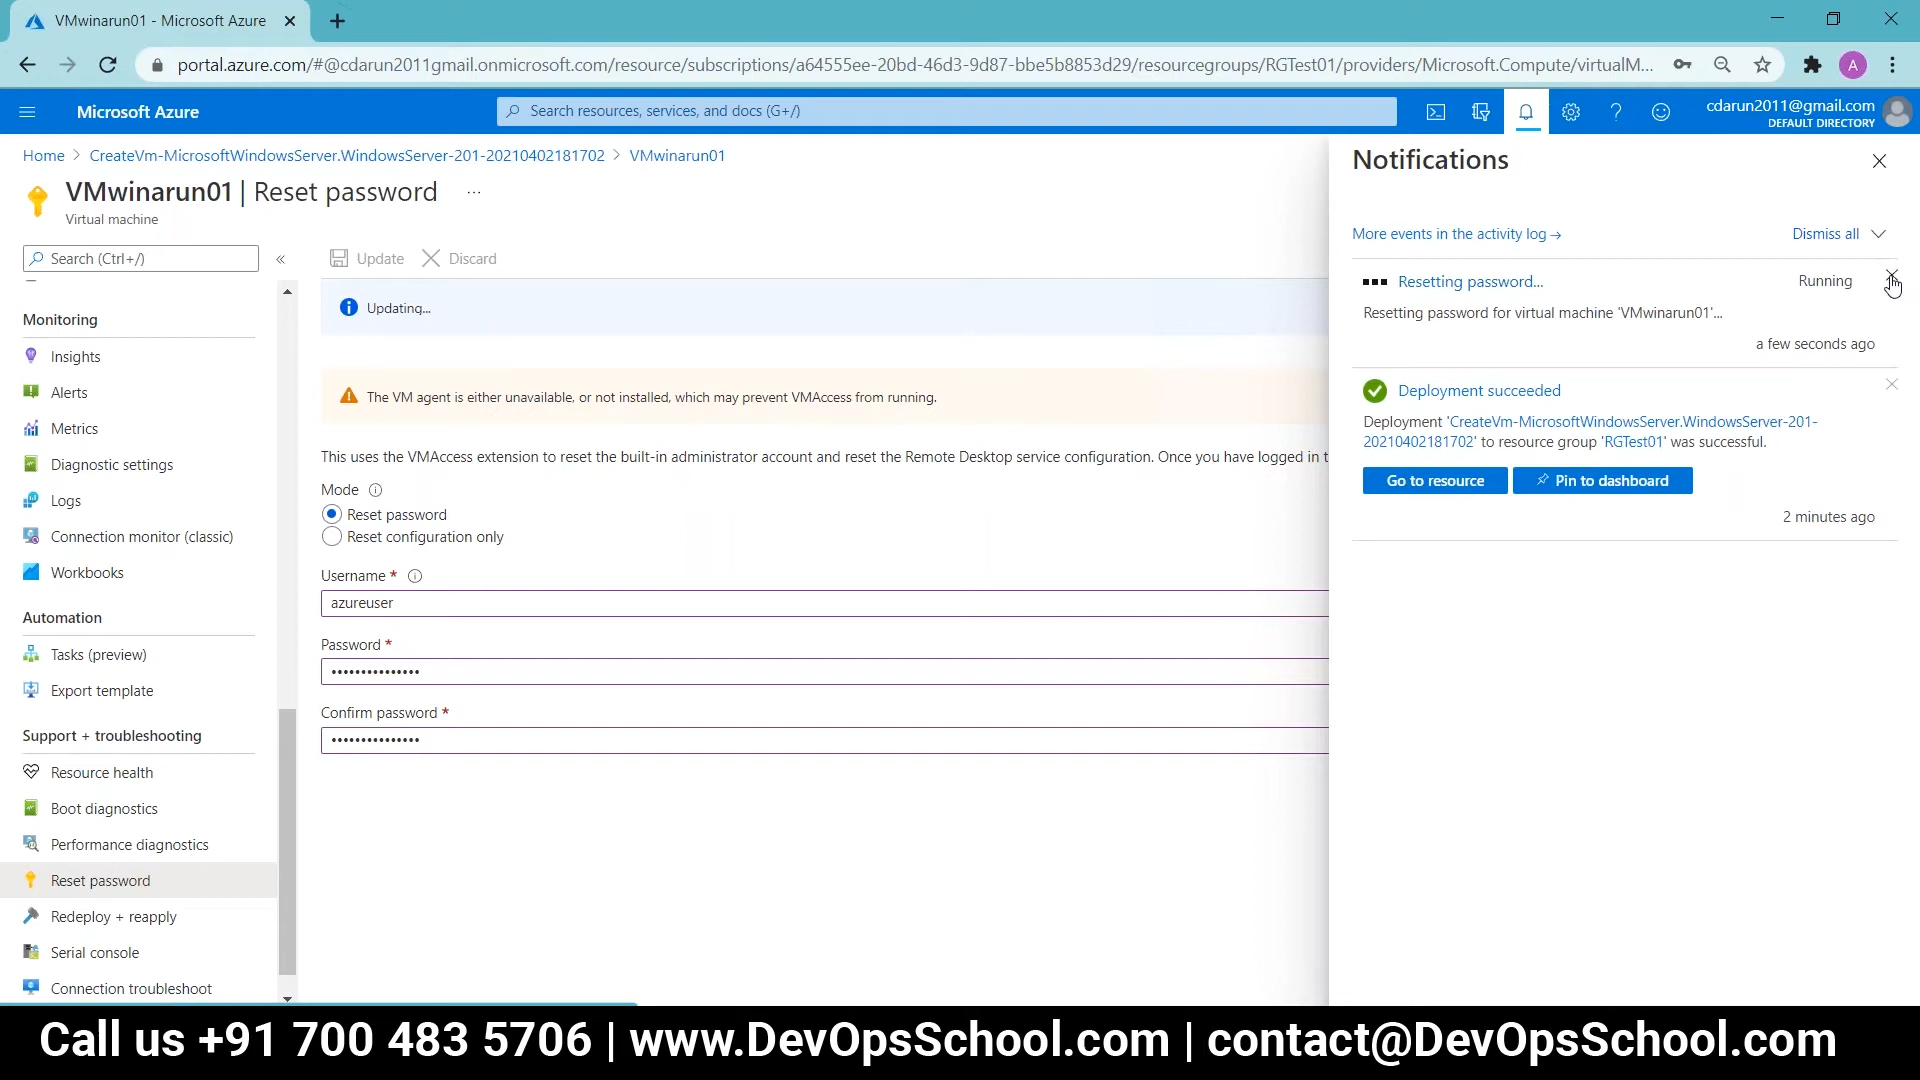 VMwinarun01 - Microsoft Azure
portal.azure.com/#@cdarun2011gmail.onmicrosoft.com/resource/subscriptions/a64555ee-20bd-46d3-9d87-bbe5b8853d29/resourcegroups/RGTest01/providers/Microsoft.Compute/virtualM...
A
Microsoft Azure
Search resources, services, and docs (G+/)
cdarun2011@gmail.com
DEFAULT DIRECTORY
Home > CreateVm-MicrosoftWindowsServer.WindowsServer-201-20210402181702 > VMwinarun01
VMwinarun01 | Reset password ...
Virtual machine
Search (Ctrl+/)
«
Monitoring
Insights
Alerts
Metrics
Diagnostic settings
Logs
Connection monitor (classic)
Workbooks
Automation
Tasks (preview)
Export template
Support + troubleshooting
Resource health
Boot diagnostics
Performance diagnostics
Reset password
Redeploy + reapply
Serial console
Connection troubleshoot
Update Discard
Updating...
The VM agent is either unavailable, or not installed, which may prevent VMAccess from running.
This uses the VMAccess extension to reset the built-in administrator account and reset the Remote Desktop service configuration. Once you have logged in t
Mode
Reset password
Reset configuration only
Username *
azureuser
Password *
•••••••••••••••
Confirm password *
•••••••••••••••
Notifications
More events in the activity log →
Dismiss all
Resetting password... Running
Resetting password for virtual machine 'VMwinarun01'...
a few seconds ago
Deployment succeeded
Deployment 'CreateVm-MicrosoftWindowsServer.WindowsServer-201-
20210402181702' to resource group 'RGTest01' was successful.
Go to resource Pin to dashboard
2 minutes ago
Call us +91 700 483 5706 | www.DevOpsSchool.com | contact@DevOpsSchool.com